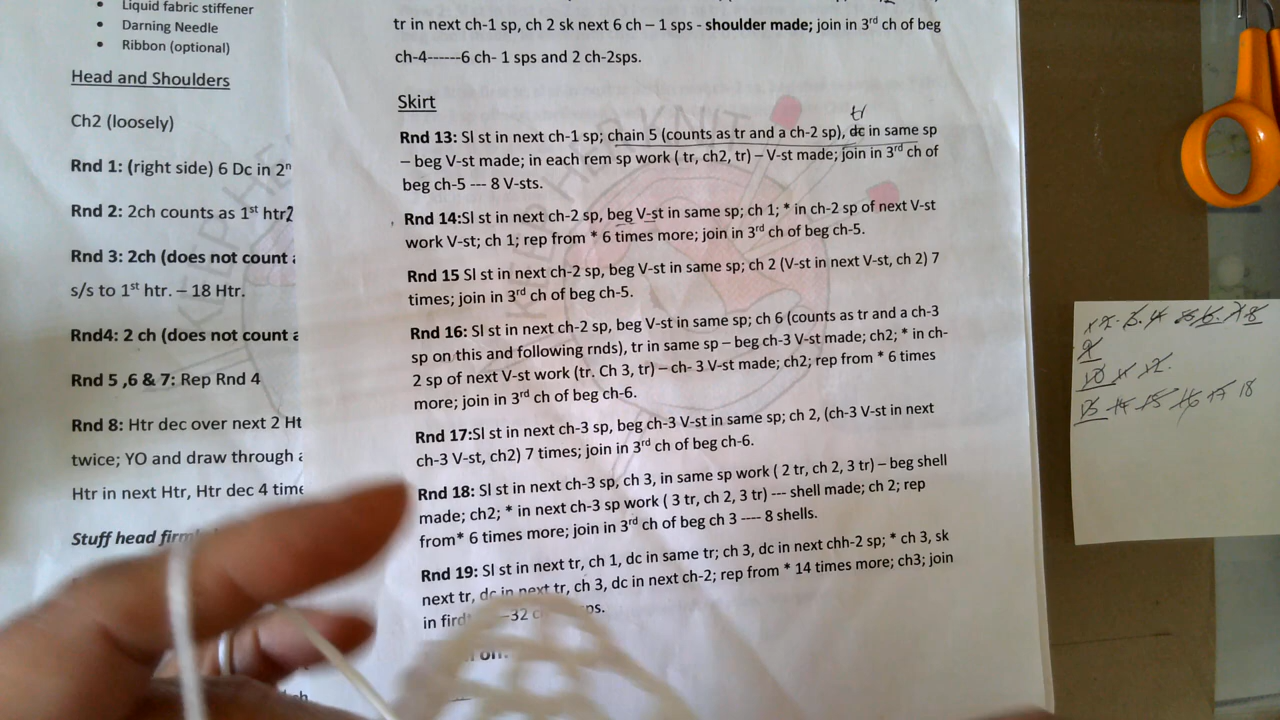 Liquid fabric stiffener
Darning Needle
Ribbon (optional)
Head and Shoulders
Ch2 (loosely)
Rnd 1: (right side) 6 Dc in 2ⁿ
Rnd 2: 2ch counts as 1st htr2
Rnd 3: 2ch (does not count
s/s to 1st htr. – 18 Htr.
Rnd4: 2 ch (does not count a
Rnd 5 ,6 & 7: Rep Rnd 4
Rnd 8: Htr dec over next 2 Ht
twice; YO and draw through
Htr in next Htr, Htr dec 4 time
Stuff head
tr in next ch-1 sp, ch 2 sk next 6 ch – 1 sps - shoulder made; join in 3rd ch of beg
ch-4------6 ch- 1 sps and 2 ch-2sps.
Skirt
tr
Rnd 13: Sl st in next ch-1 sp; chain 5 (counts as tr and a ch-2 sp), dc in same sp
– beg V-st made; in each rem sp work ( tr, ch2, tr) – V-st made; join in 3rd ch of
beg ch-5 --- 8 V-sts.
Rnd 14:Sl st in next ch-2 sp, beg V-st in same sp; ch 1; * in ch-2 sp of next V-st
work V-st; ch 1; rep from * 6 times more; join in 3rd ch of beg ch-5.
Rnd 15 Sl st in next ch-2 sp, beg V-st in same sp; ch 2 (V-st in next V-st, ch 2) 7
times; join in 3rd ch of beg ch-5.
Rnd 16: Sl st in next ch-2 sp, beg V-st in same sp; ch 6 (counts as tr and a ch-3
sp on this and following rnds), tr in same sp – beg ch-3 V-st made; ch2; * in ch-
2 sp of next V-st work (tr. Ch 3, tr) – ch- 3 V-st made; ch2; rep from * 6 times
more; join in 3rd ch of beg ch-6.
Rnd 17:Sl st in next ch-3 sp, beg V-st in same sp; ch 2, (ch-3 V-st in next
ch-3 V-st, ch2) 7 times; join in 3rd ch of beg ch-6.
Rnd 18: Sl st in next ch-3 sp, ch 3, in same sp work ( 2 tr, ch 2, 3 tr) – beg shell
made; ch2; * in next ch-3 sp work ( 3 tr, ch 2, 3 tr) --- shell made; ch 2; rep
from* 6 times more; join in 3rd ch of beg ch 3 ---- 8 shells.
Rnd 19: Sl st in next tr, ch 1, dc in same tr; ch 3, dc in next chh-2 sp; * ch 3, sk
next tr, dc in next tr, ch 3, dc in next ch-2; rep from * 14 times more; ch3; join
in
KEEP HER KNIT
10 11 12.
13 14 15 16 17 18